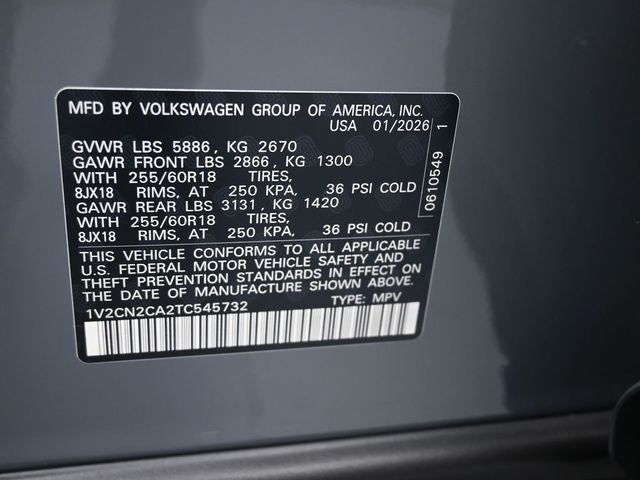 MFD BY VOLKSWAGEN GROUP OF AMERICA, INC.
USA 01/2026
GVWR LBS 5886, KG 2670
GAWR FRONT LBS 2866, KG 1300
WITH 255/60R18 TIRES,
8JX18 RIMS, AT 250 KPA, 36 PSI COLD
GAWR REAR LBS 3131, KG 1420
WITH 255/60R18 TIRES,
8JX18 RIMS, AT 250 KPA, 36 PSI COLD
THIS VEHICLE CONFORMS TO ALL APPLICABLE
U.S. FEDERAL MOTOR VEHICLE SAFETY AND
THEFT PREVENTION STANDARDS IN EFFECT ON
DATE OF MANUFACTURE SHOWN ABOVE.
1V2CN2CA2TC545732 TYPE: MPV
0610549 1